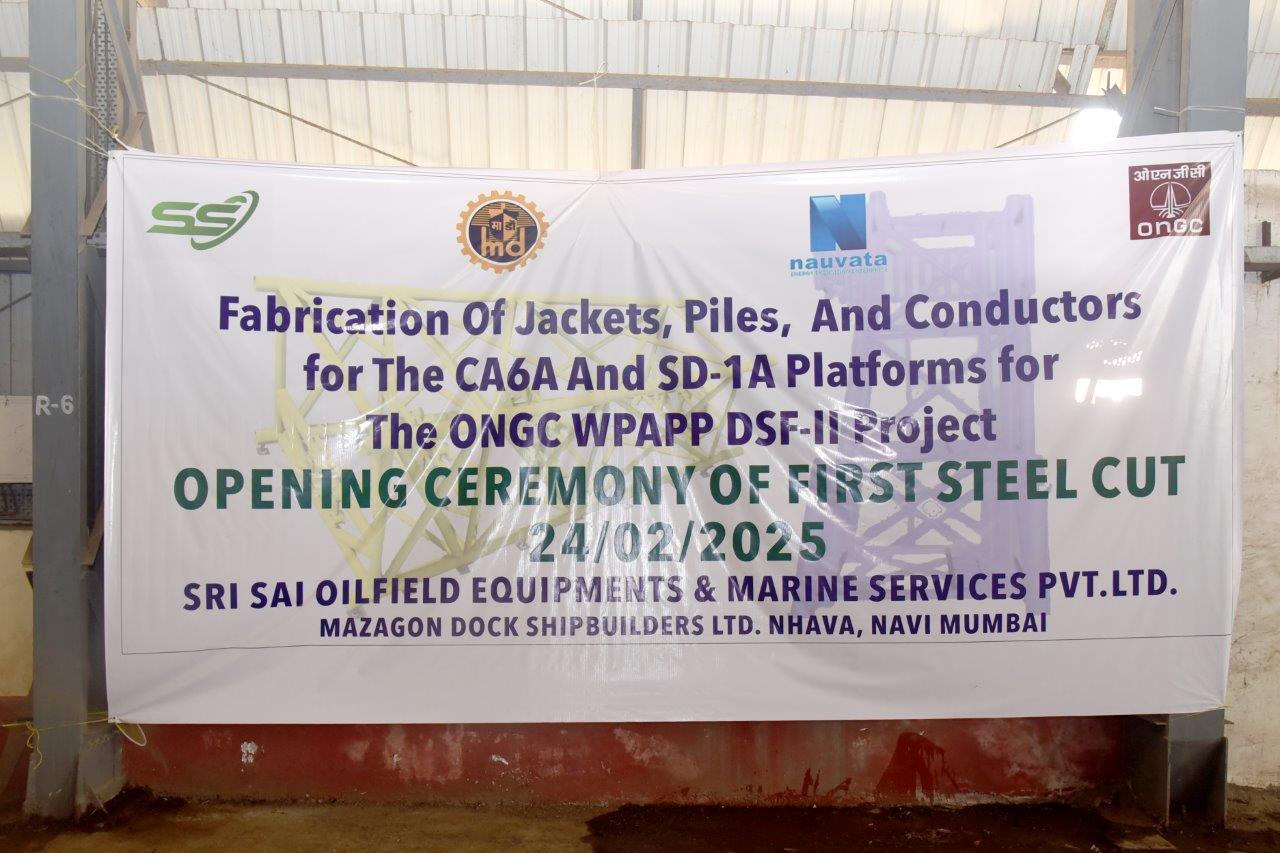 SS
मा डॉ
md
nauvata
ओएनजीसी
ONGC
Fabrication Of Jackets, Piles, And Conductors
for The CA6A And SD-1A Platforms for
The ONGC WPAPP DSF-II Project
OPENING CEREMONY OF FIRST STEEL CUT
24/02/2025
SRI SAI OILFIELD EQUIPMENTS & MARINE SERVICES PVT.LTD.
MAZAGON DOCK SHIPBUILDERS LTD. NHAVA, NAVI MUMBAI
R-6